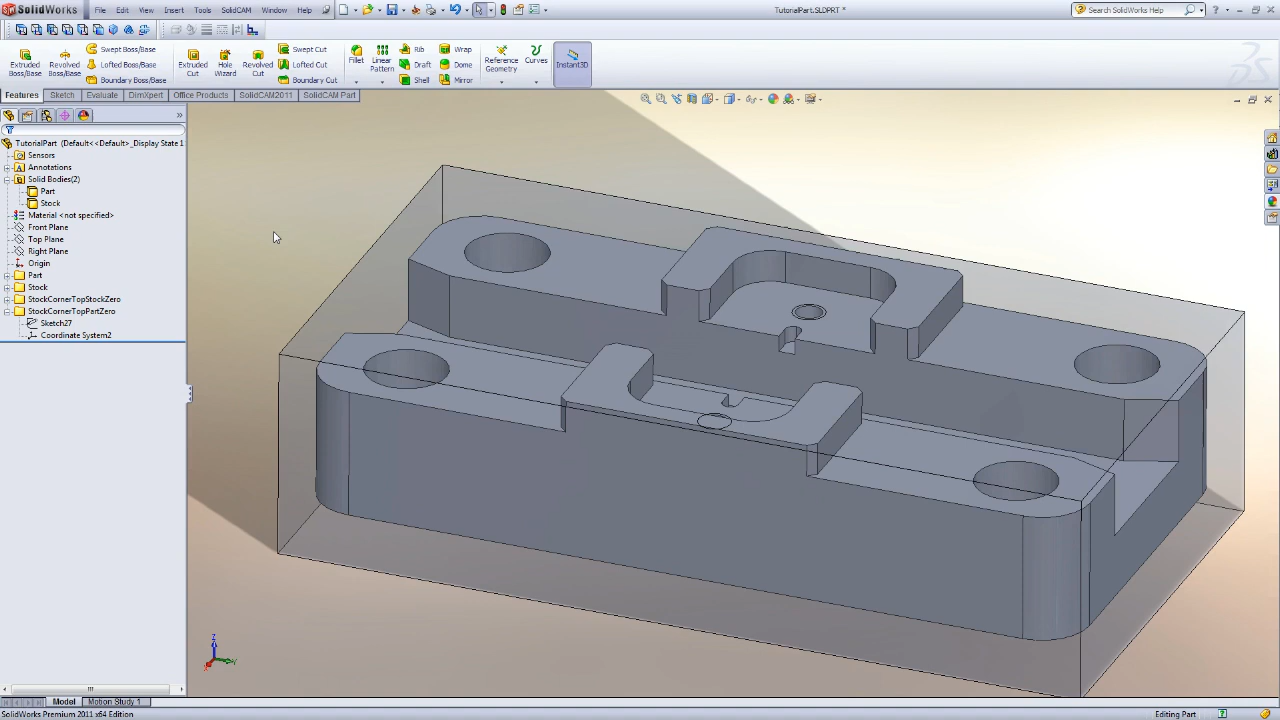 SolidWorks File Edit View Insert Tools SolidCAM Window Help TutorialPart.SLDPRT * Search SolidWorks Help
Extruded Boss/Base Revolved Boss/Base Swept Boss/Base Lofted Boss/Base Boundary Boss/Base Extruded Cut Hole Wizard Revolved Cut Swept Cut Lofted Cut Boundary Cut Fillet Linear Pattern Rib Draft Shell Wrap Dome Mirror Reference Geometry Curves Instant3D
Features Sketch Evaluate DimXpert Office Products SolidCAM2011 SolidCAM Part
TutorialPart (Default<<Default>_Display State 1
Sensors
Annotations
Solid Bodies(2)
Part
Stock
Material <not specified>
Front Plane
Top Plane
Right Plane
Origin
Part
Stock
StockCornerTopStockZero
StockCornerTopPartZero
Sketch27
Coordinate System2
Z
X
Y
Model Motion Study 1
SolidWorks Premium 2011 x64 Edition Editing Part